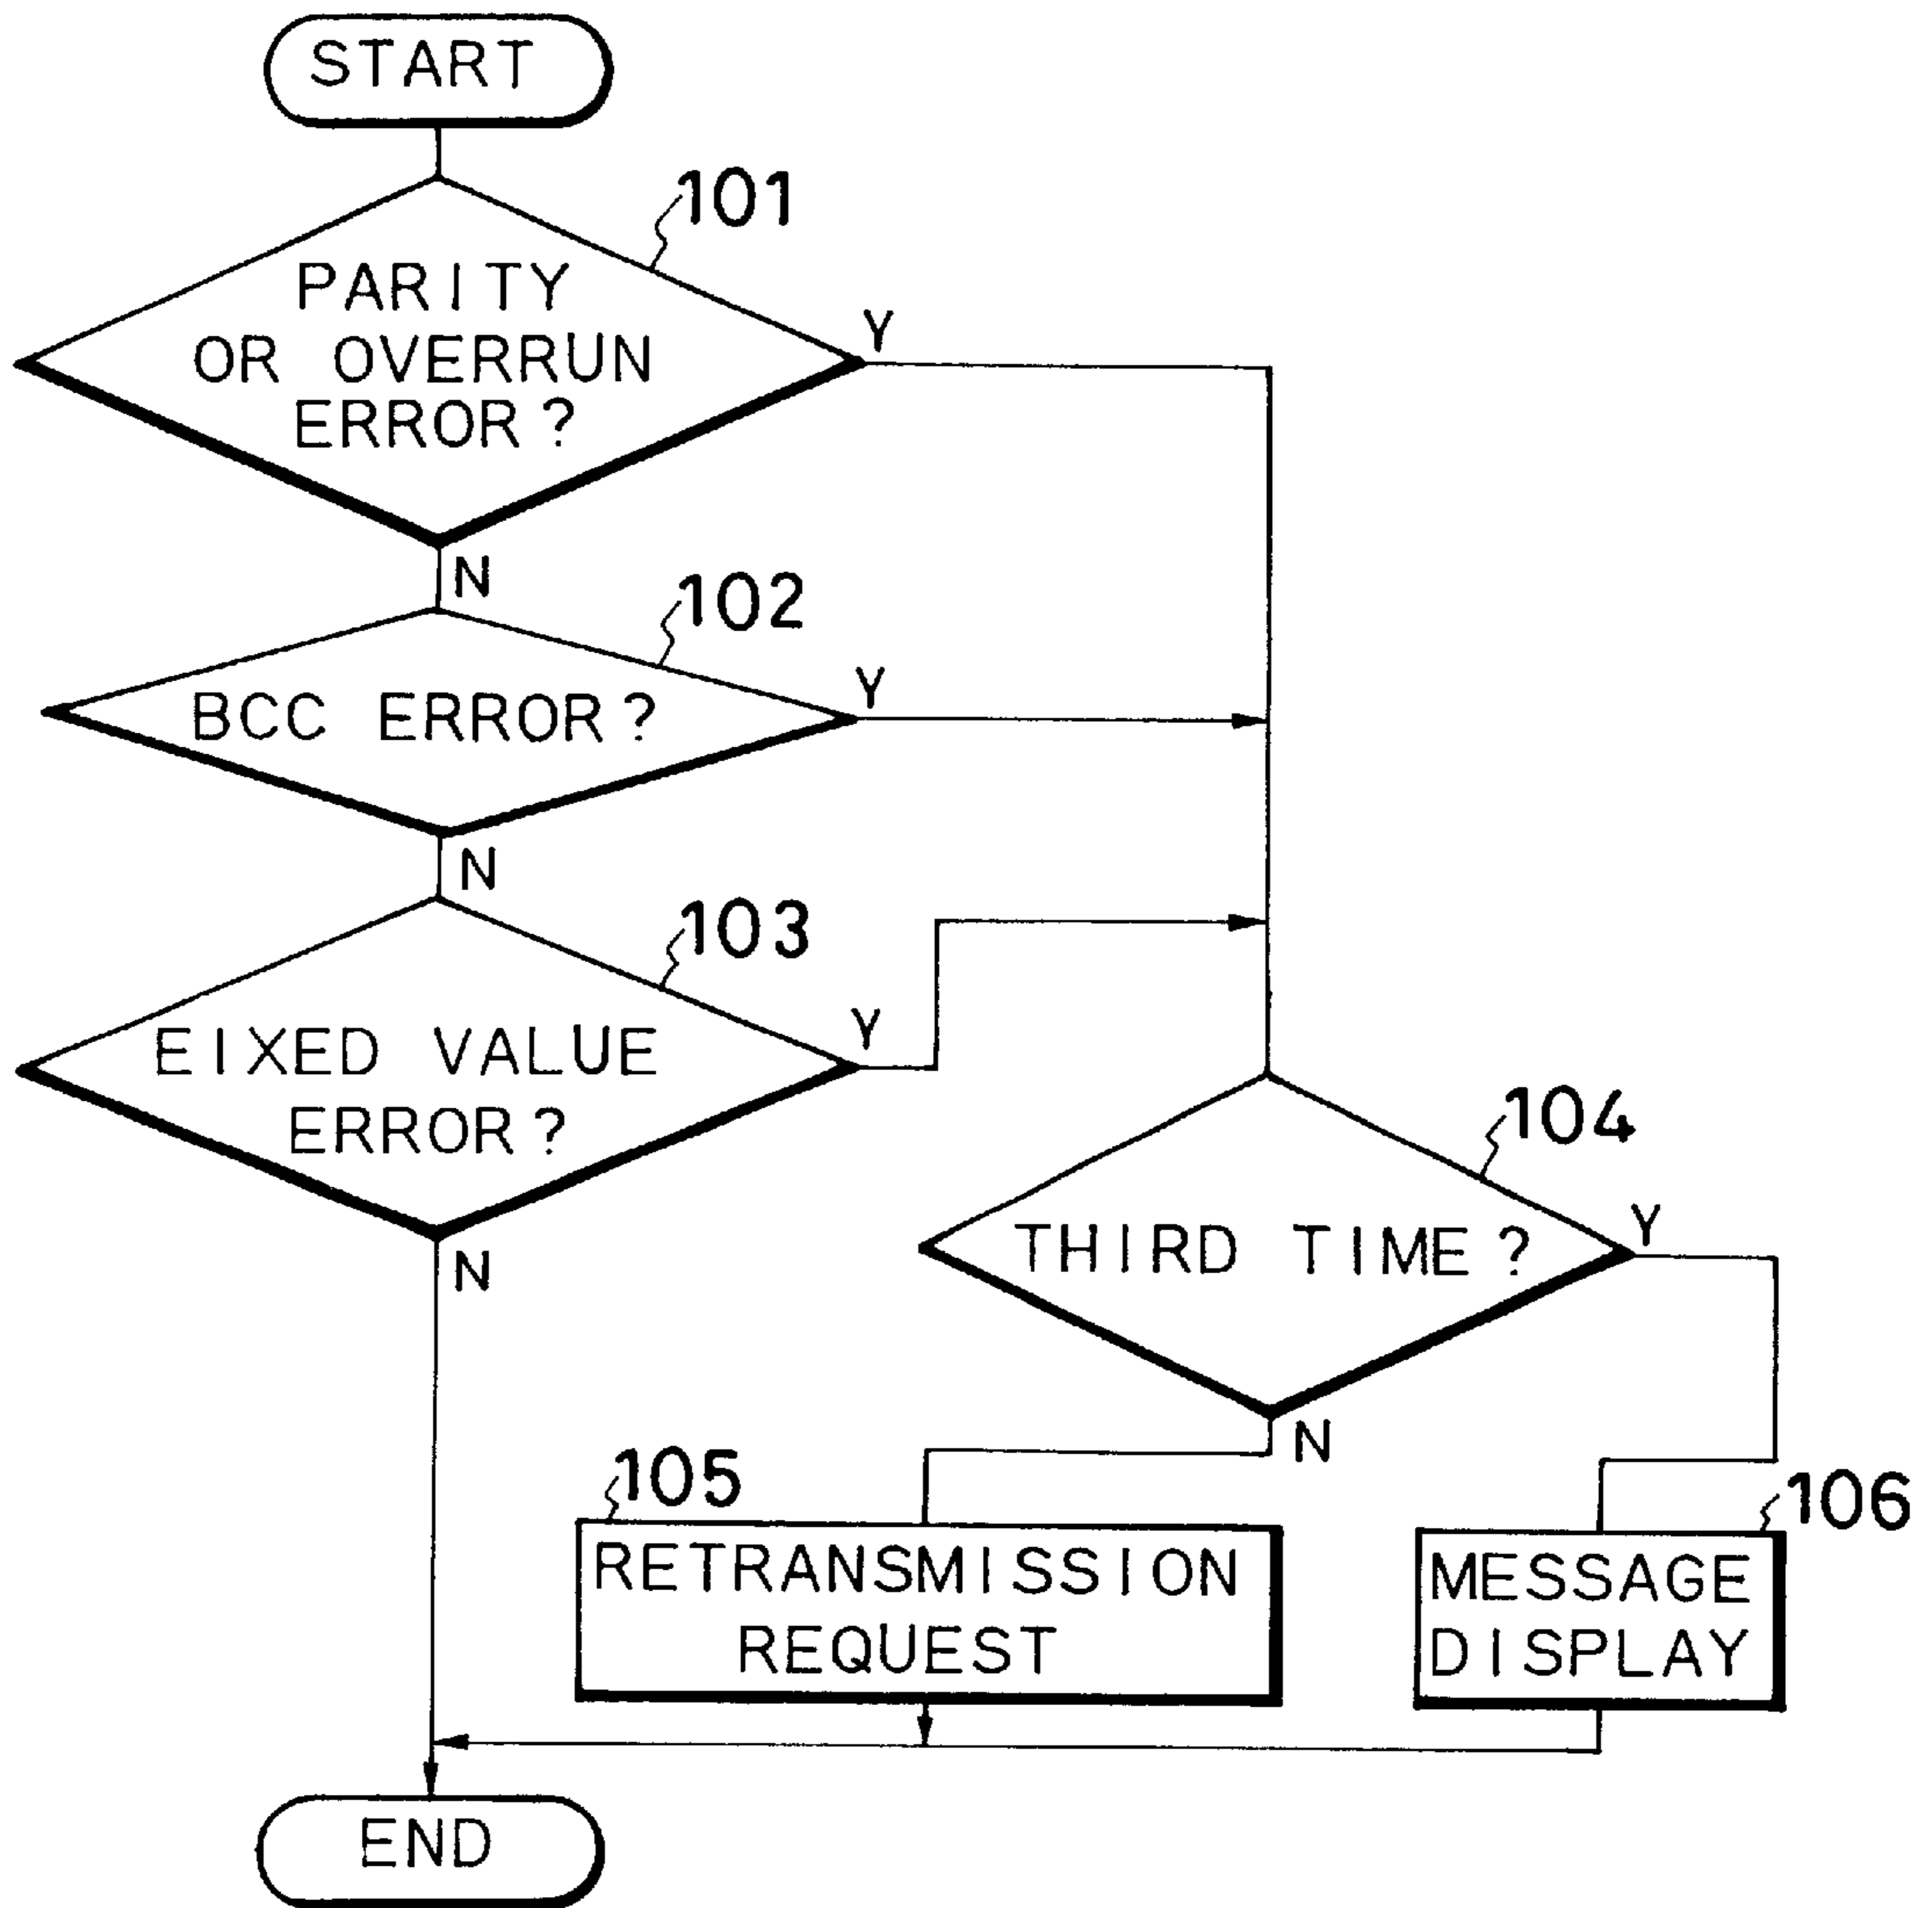 START
101
PARITY
OR OVERRUN
ERROR?
Y
N
102
BCC ERROR?
Y
N
103
EIXED VALUE
ERROR?
Y
N
104
THIRD TIME?
Y
N
105
RETRANSMISSION
REQUEST
106
MESSAGE
DISPLAY
END